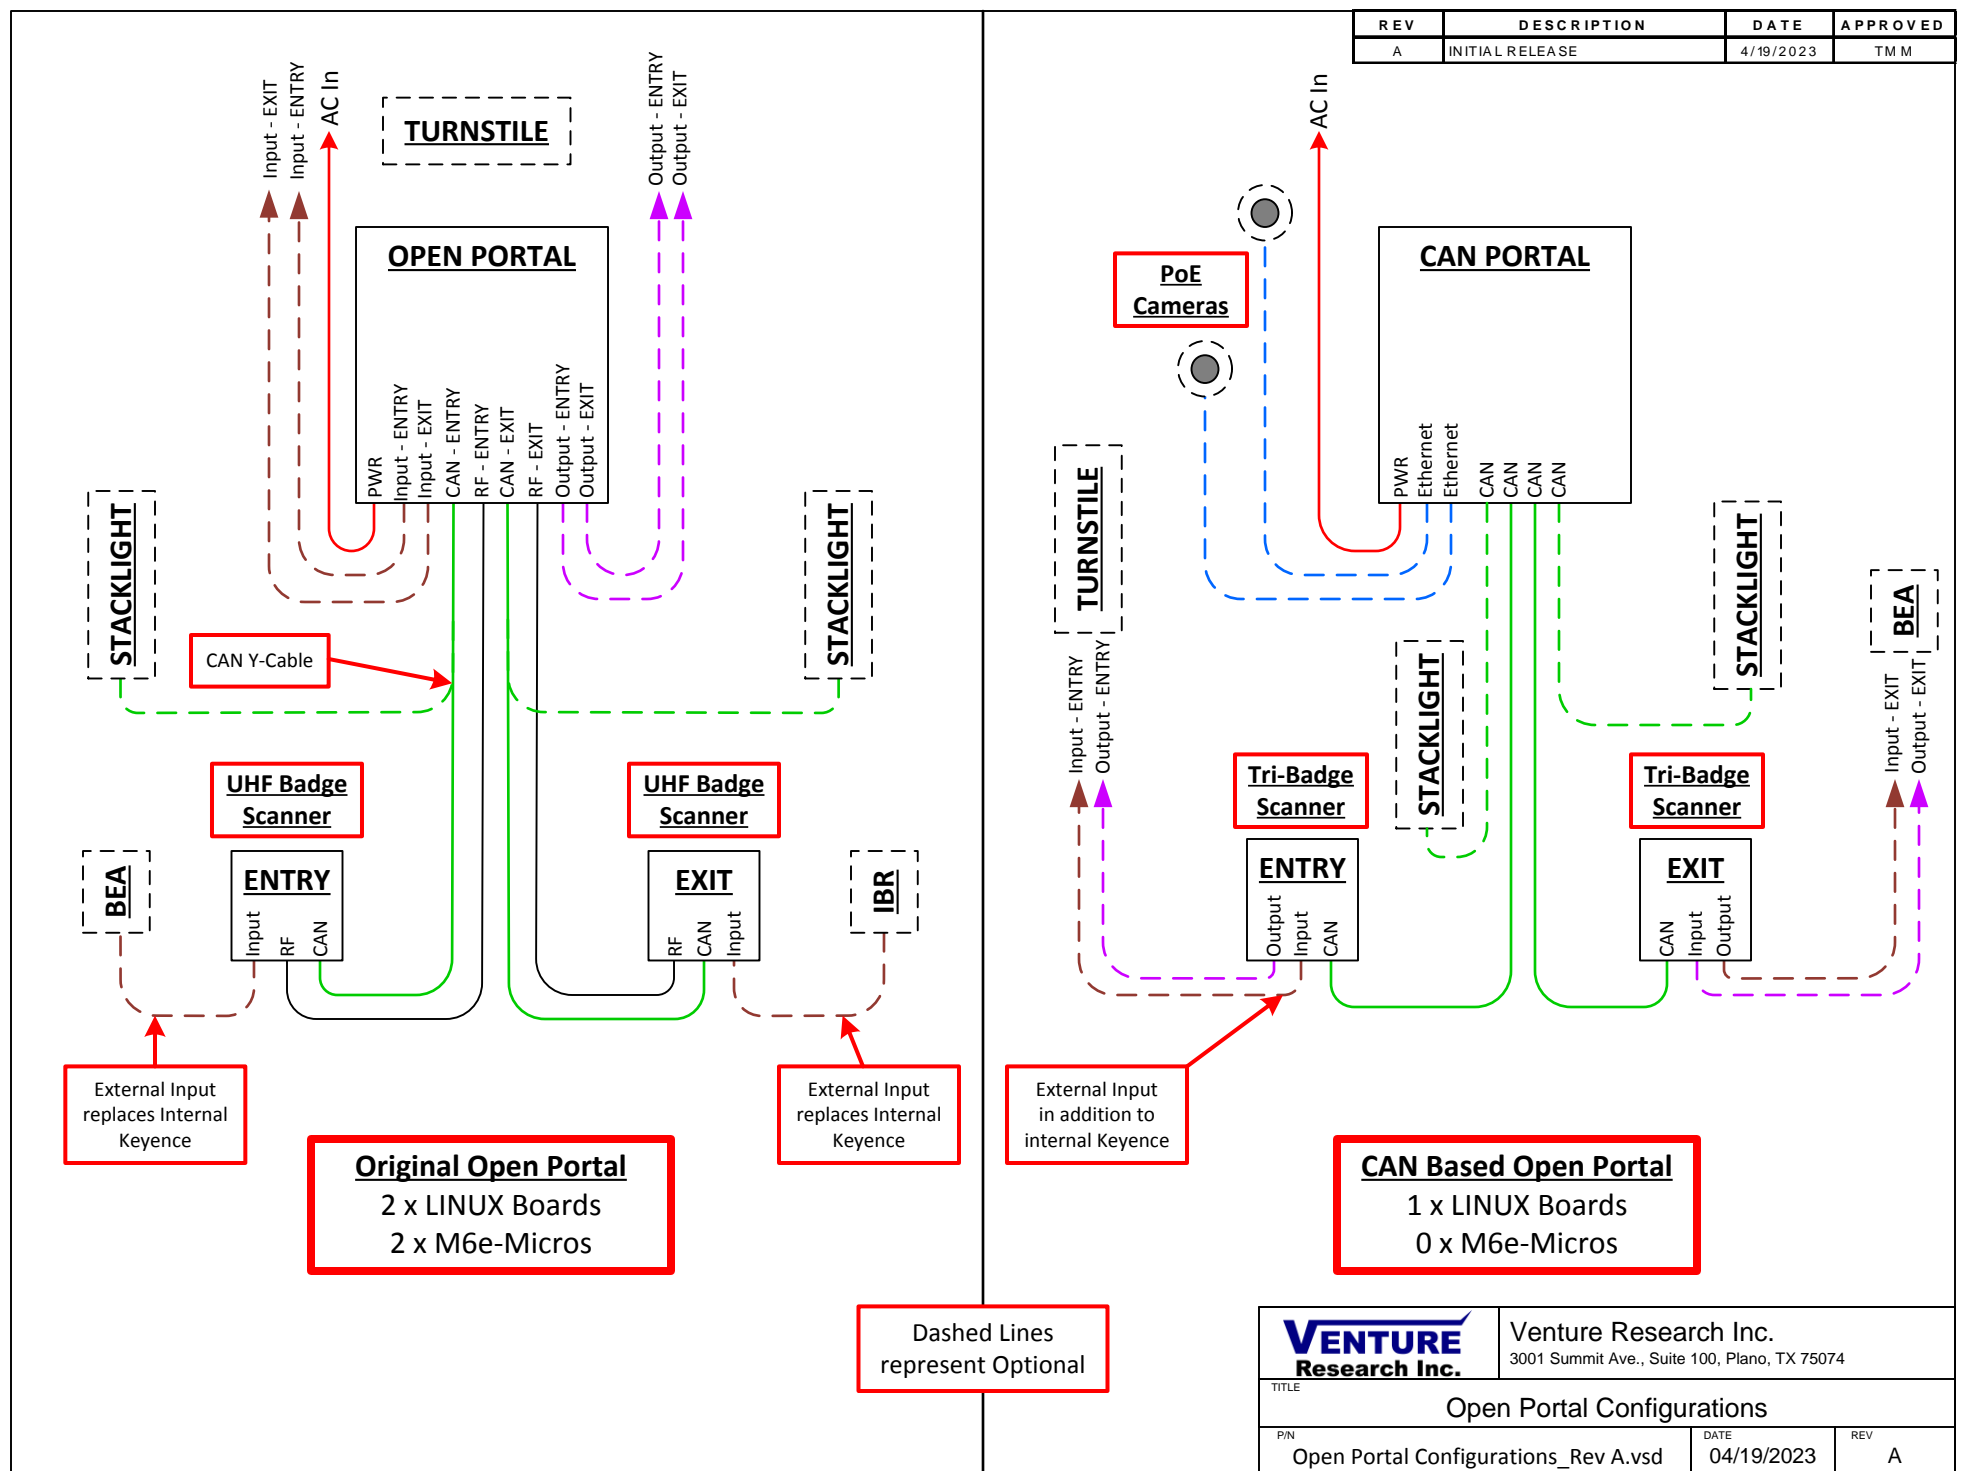 REV DESCRIPTION DATE APPROVED
A INITIAL RELEASE 4/19/2023 TMM
Input - EXIT
Input - ENTRY
AC In
TURNSTILE
Output - ENTRY
Output - EXIT
OPEN PORTAL
PWR
Input - ENTRY
Input - EXIT
CAN - ENTRY
RF - ENTRY
CAN - EXIT
RF - EXIT
Output - ENTRY
Output - EXIT
STACKLIGHT
STACKLIGHT
CAN Y-Cable
UHF Badge
Scanner
UHF Badge
Scanner
BEA
ENTRY
Input
RF
CAN
EXIT
RF
CAN
Input
IBR
External Input
replaces Internal
Keyence
External Input
replaces Internal
Keyence
Original Open Portal
2 x LINUX Boards
2 x M6e-Micros
AC In
PoE
Cameras
CAN PORTAL
PWR
Ethernet
Ethernet
CAN
CAN
CAN
CAN
TURNSTILE
Input - ENTRY
Output - ENTRY
STACKLIGHT
STACKLIGHT
BEA
Input - EXIT
Output - EXIT
Tri-Badge
Scanner
Tri-Badge
Scanner
ENTRY
Output
Input
CAN
EXIT
CAN
Input
Output
External Input
in addition to
internal Keyence
CAN Based Open Portal
1 x LINUX Boards
0 x M6e-Micros
Dashed Lines
represent Optional
VENTURE
Research Inc.
Venture Research Inc.
3001 Summit Ave., Suite 100, Plano, TX 75074
TITLE
Open Portal Configurations
P/N
Open Portal Configurations_Rev A.vsd
DATE
04/19/2023
REV
A